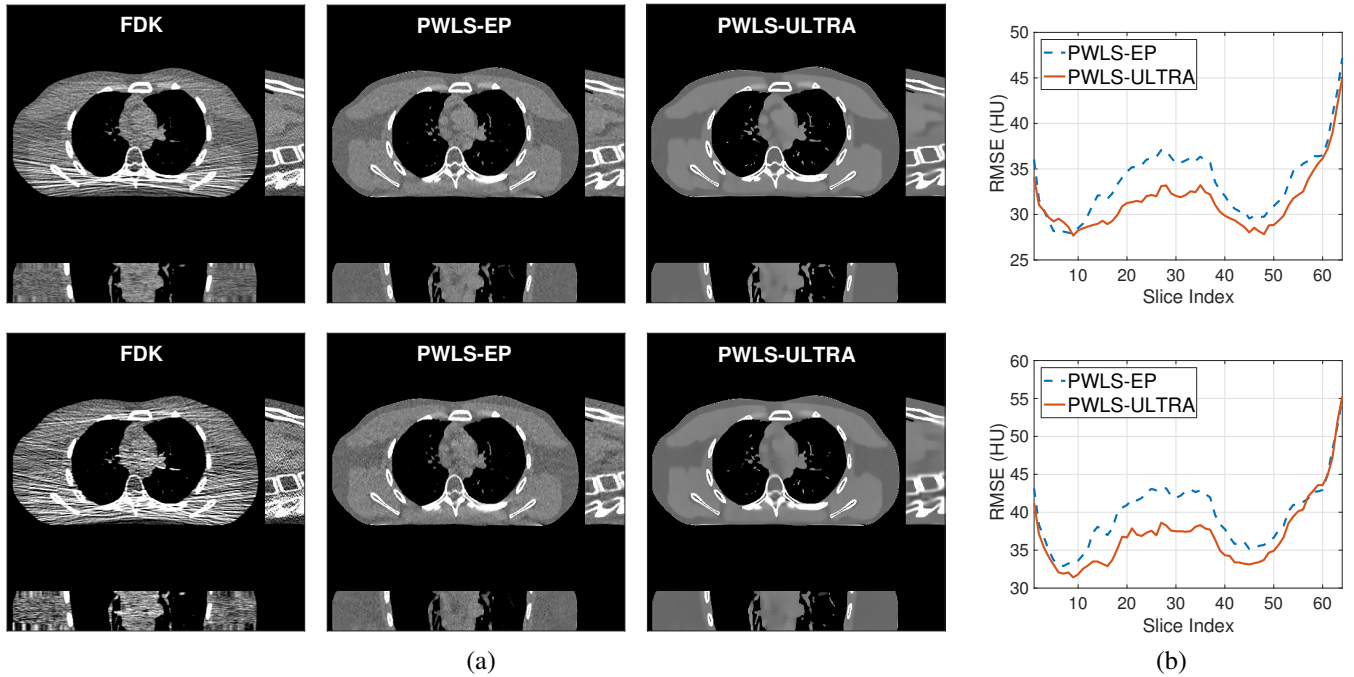 FDK
PWLS-EP
PWLS-ULTRA
50
45
40
35
30
25
RMSE (HU)
PWLS-EP
PWLS-ULTRA
10
20
30
40
50
60
Slice Index
FDK
PWLS-EP
PWLS-ULTRA
60
55
50
45
40
35
30
RMSE (HU)
PWLS-EP
PWLS-ULTRA
10
20
30
40
50
60
Slice Index
(a)
(b)